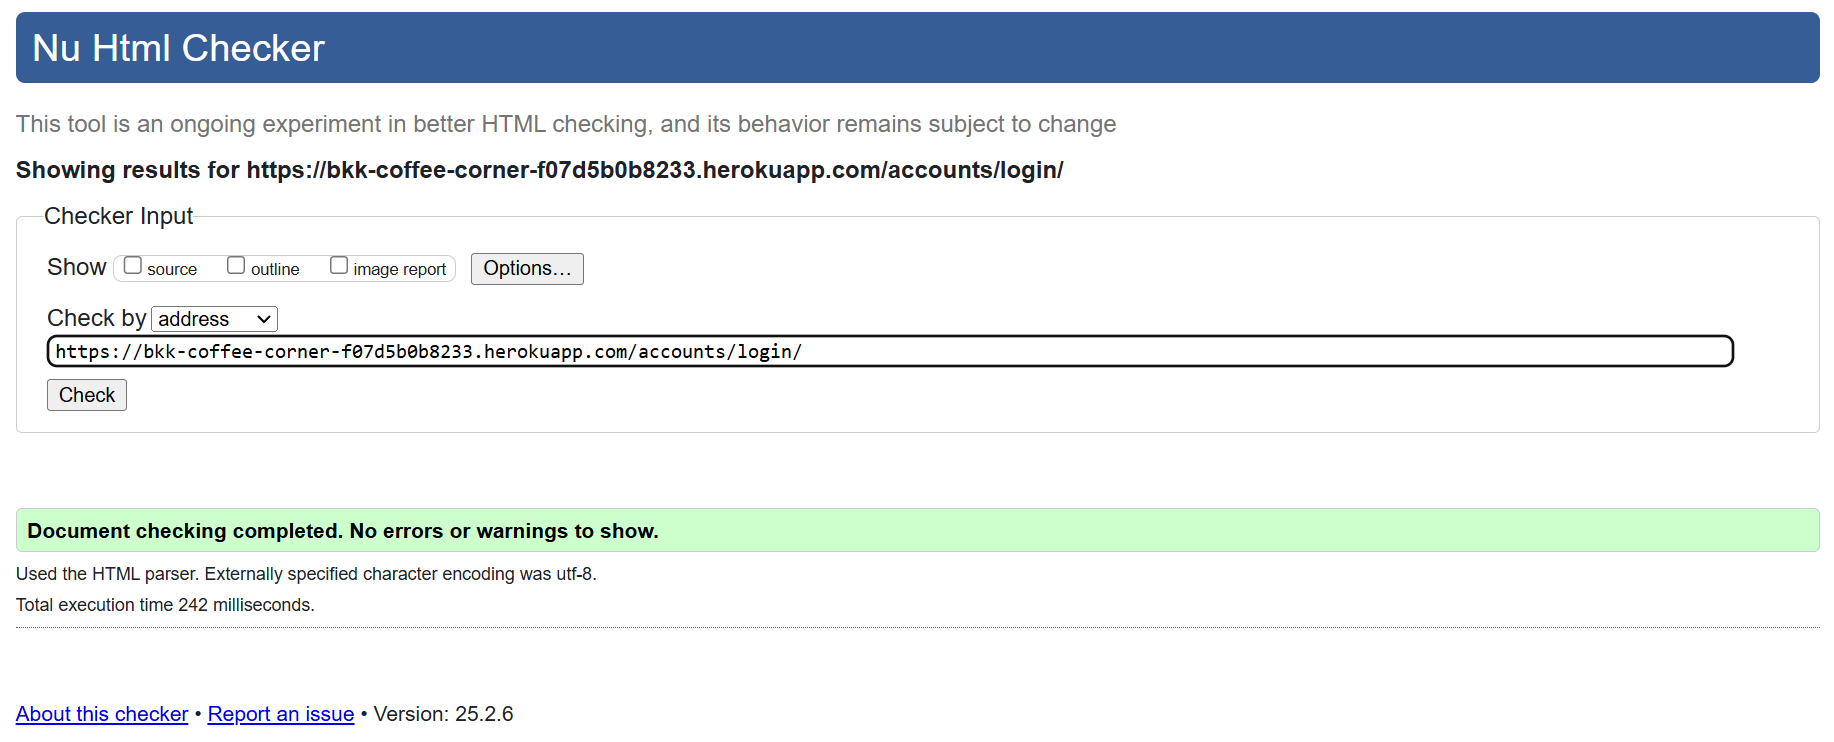 Nu Html Checker
This tool is an ongoing experiment in better HTML checking, and its behavior remains subject to change
Showing results for https://bkk-coffee-corner-f07d5b0b8233.herokuapp.com/accounts/login/
Checker Input
Show source outline image report Options...
Check by address
https://bkk-coffee-corner-f07d5b0b8233.herokuapp.com/accounts/login/
Check
Document checking completed. No errors or warnings to show.
Used the HTML parser. Externally specified character encoding was utf-8.
Total execution time 242 milliseconds.
About this checker • Report an issue • Version: 25.2.6